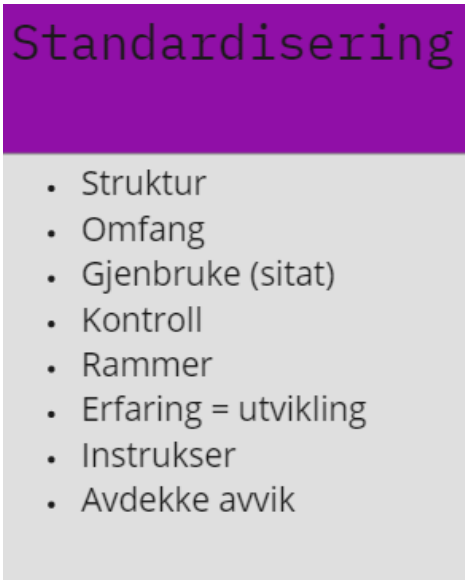 Standardisering
• Struktur
• Omfang
• Gjenbruke (sitat)
• Kontroll
• Rammer
• Erfaring = utvikling
• Instrukser
• Avdekke avvik